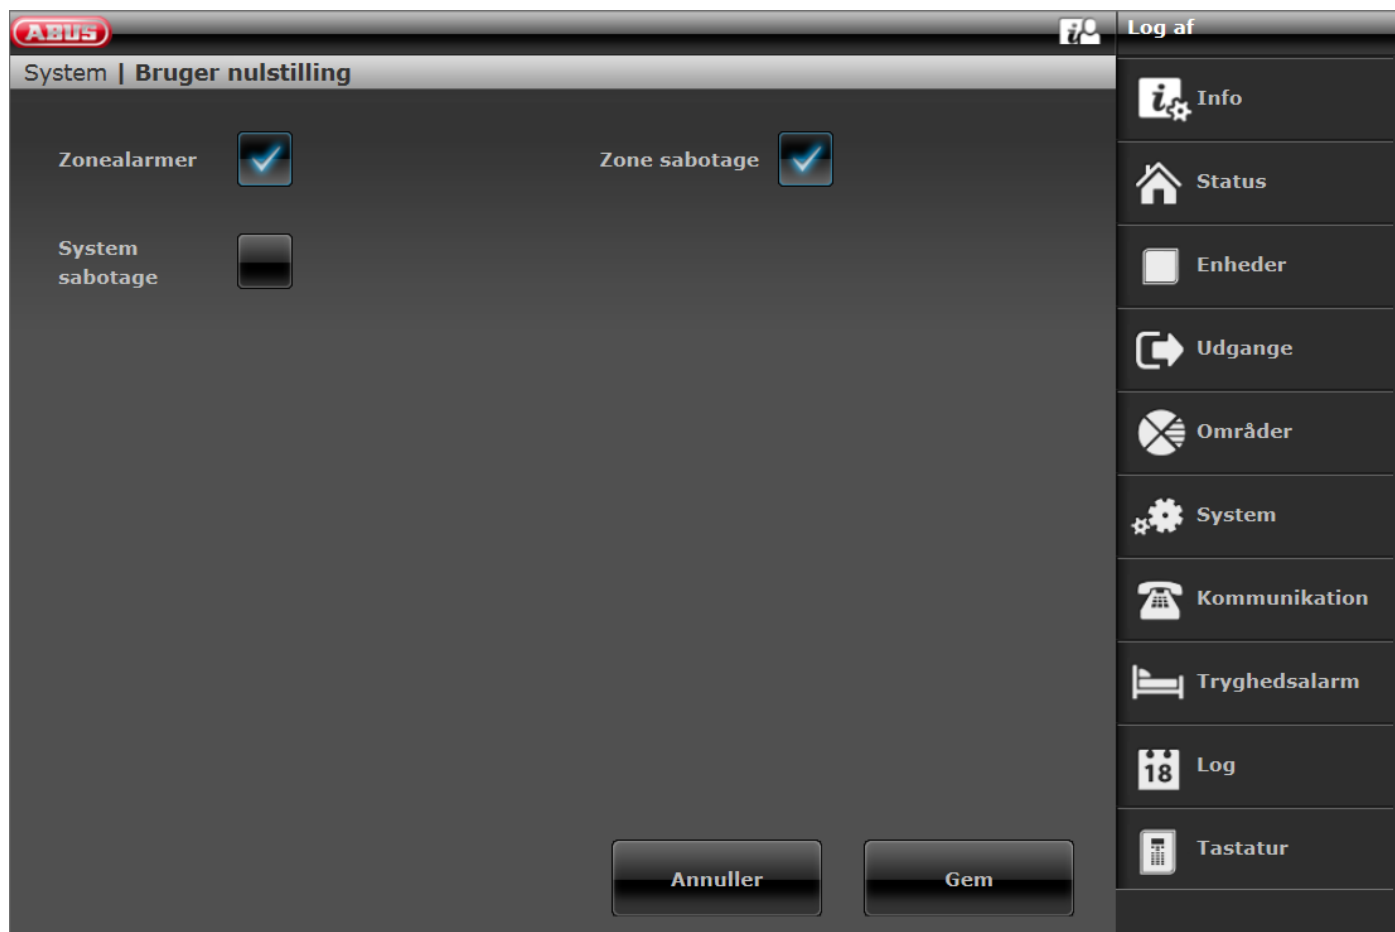 ABUS
Log af
System | Bruger nulstilling
Zonealarmer
Zone sabotage
System
sabotage
Annuller
Gem
Info
Status
Enheder
Udgange
Områder
System
Kommunikation
Tryghedsalarm
18
Log
Tastatur